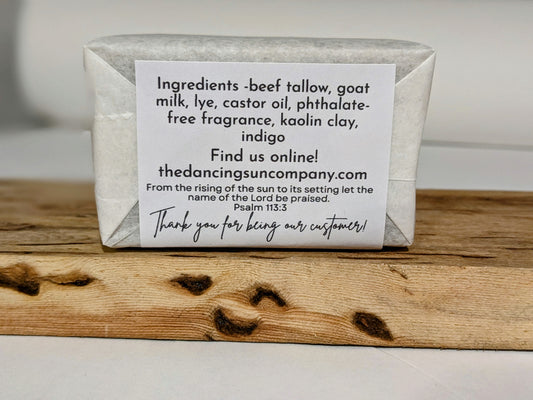 Ingredients -beef tallow, goat
milk, lye, castor oil, phthalate-
free fragrance, kaolin clay,
indigo
Find us online!
thedancingsuncompany.com
From the rising of the sun to its setting let the
name of the Lord be praised.
Psalm 113:3
Thank you for being our customer!